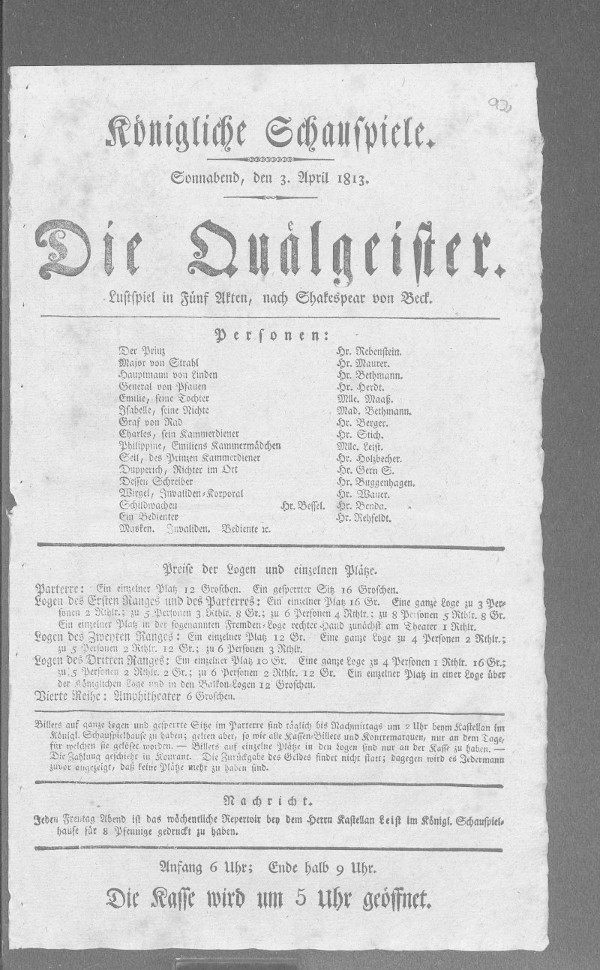 92
Königliche Schauspiele.
Sonnabend, den 3. April 1813.
Die Quälgeister.
Lustspiel in Fünf Akten, nach Shakespear von Beck.
Personen:
Der Prinz Hr. Rebenstein.
Major von Strahl Hr. Maurer.
Hauptmann von Linden Hr. Bethmann.
General von Pfauen Hr. Herdt.
Emilie, seine Tochter Mlle. Maaß.
Isabelle, seine Nichte Mad. Bethmann.
Graf von Rad Hr. Berger.
Charles, sein Kammerdiener Hr. Stich.
Philippine, Emiliens Kammermädchen Mlle. Leist.
Seil, des Prinzen Kammerdiener Hr. Holzbecher.
Dupperich, Richter im Ort Hr. Gern S.
Dessen Schreiber Hr. Buggenhagen.
Wirgel, Invaliden-Korporal Hr. Wauer.
Schildwachen Hr. Bessel. Hr. Benda.
Ein Bedienter Hr. Rehfeldt.
Masken. Invaliden. Bediente ꝛc.
Preise der Logen und einzelnen Plätze.
Parterre: Ein einzelner Platz 12 Groschen. Ein gesperrter Sitz 16 Groschen.
Logen des Ersten Ranges und des Parterres: Ein einzelner Platz 16 Gr. Eine ganze Loge zu 3 Per-
sonen 2 Rthlr.; zu 5 Personen 3 Rthlr. 8 Gr.; zu 6 Personen 4 Rthlr.; zu 8 Personen 5 Rthlr. 8 Gr.
Ein einzelner Platz in der sogenannten Fremden-Loge rechter Hand zunächst am Theater 1 Rthlr.
Logen des Zweyten Ranges: Ein einzelner Platz 12 Gr. Eine ganze Loge zu 4 Personen 2 Rthlr.;
zu 5 Personen 2 Rthlr. 12 Gr.; zu 6 Personen 3 Rthlr.
Logen des Dritten Ranges: Ein einzelner Platz 10 Gr. Eine ganze Loge zu 4 Personen 1 Rthlr. 16 Gr.;
zu 5 Personen 2 Rthlr. 2 Gr.; zu 6 Personen 2 Rthlr. 12 Gr. Ein einzelner Platz in einer Loge über
der Königlichen Loge und in den Balkon-Logen 12 Groschen.
Vierte Reihe: Amphitheater 6 Groschen.
Billets auf ganze Logen und gesperrte Sitze im Parterre sind täglich bis Nachmittags um 2 Uhr beym Kastellan im
Königl. Schauspielhause zu haben; gelten aber, so wie alle Kassen-Billets und Kontremarquen, nur an dem Tage,
für welchen sie gelöset worden. — Billets auf einzelne Plätze in den Logen sind nur an der Kasse zu haben. —
Die Zahlung geschieht in Kourant. Die Zurückgabe des Geldes findet nicht statt; dagegen wird es Jedermann
zuvor angezeigt, daß keine Plätze mehr zu haben sind.
Nachricht.
Jeden Freytag Abend ist das wöchentliche Repertoir bey dem Herrn Kastellan Leist im Königl. Schauspiel-
hause für 8 Pfennige gedruckt zu haben.
Anfang 6 Uhr; Ende halb 9 Uhr.
Die Kasse wird um 5 Uhr geöffnet.